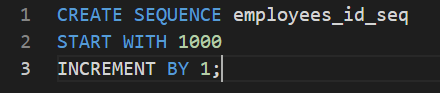 1 CREATE SEQUENCE employees_id_seq
2 START WITH 1000
3 INCREMENT BY 1;